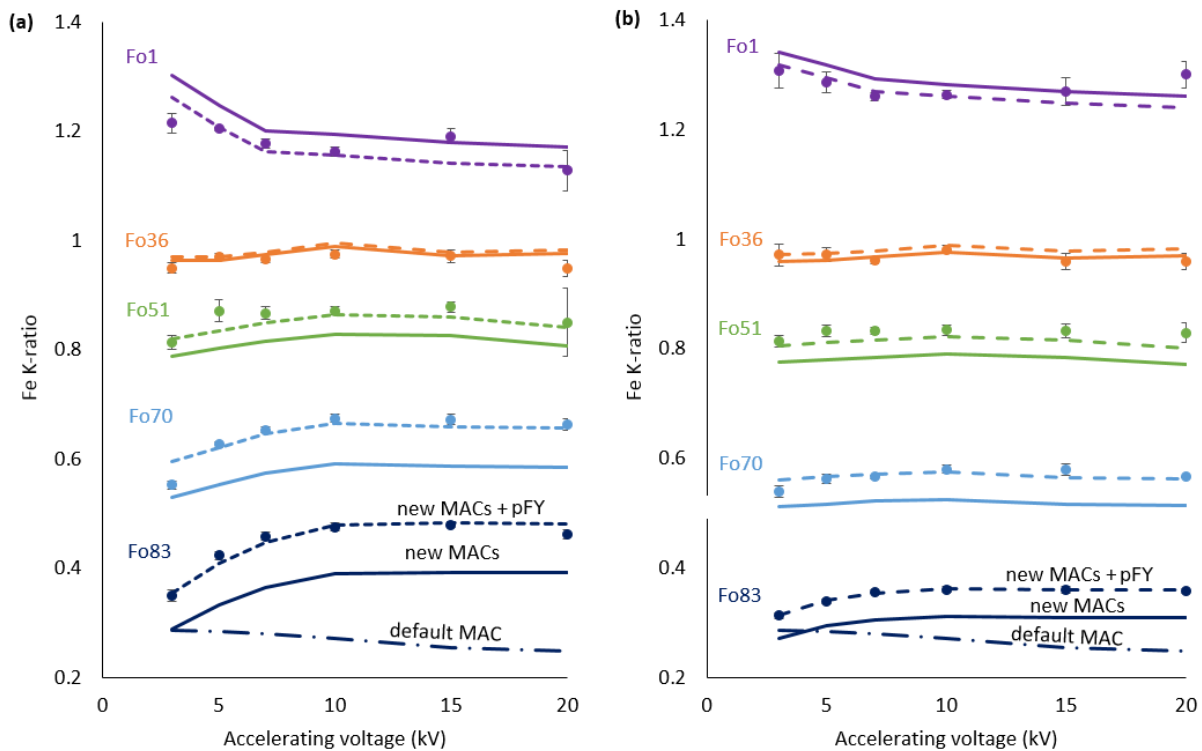 (a)
1.4
1.2
1
0.8
0.6
0.4
0.2
Fe K-ratio
Fo1
Fo36
Fo51
Fo70
Fo83
new MACs + pFY
new MACs
default MAC
0
5
10
15
20
Accelerating voltage (kV)
(b)
1.4
1.2
1
0.8
0.6
0.4
0.2
Fe K-ratio
Fo1
Fo36
Fo51
Fo70
Fo83
new MACs + pFY
new MACs
default MAC
0
5
10
15
20
Accelerating voltage (kV)